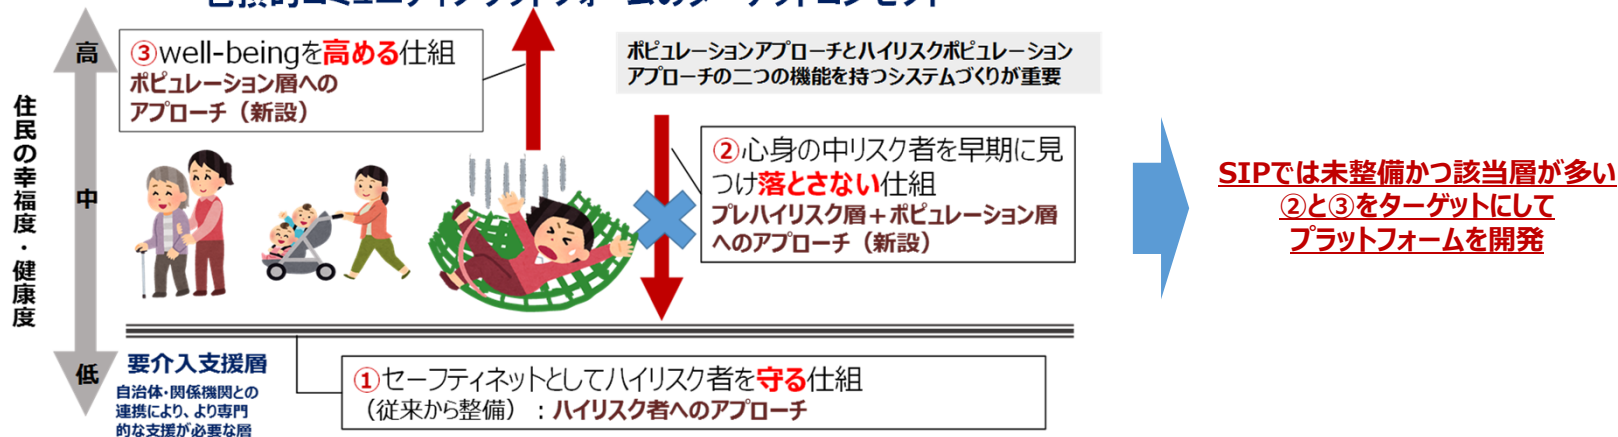 高
中
低
住民の幸福度・健康度
③well-beingを高める仕組
ポピュレーション層への
アプローチ（新設）
ポピュレーションアプローチとハイリスクポピュレーション
アプローチの二つの機能を持つシステムづくりが重要
②心身の中リスク者を早期に見
つけ落とさない仕組
プレハイリスク層＋ポピュレーション層
へのアプローチ（新設）
要介入支援層
自治体・関係機関との
連携により、より専門
的な支援が必要な層
①セーフティネットとしてハイリスク者を守る仕組
（従来から整備）：ハイリスク者へのアプローチ
SIPでは未整備かつ該当層が多い
②と③をターゲットにして
プラットフォームを開発